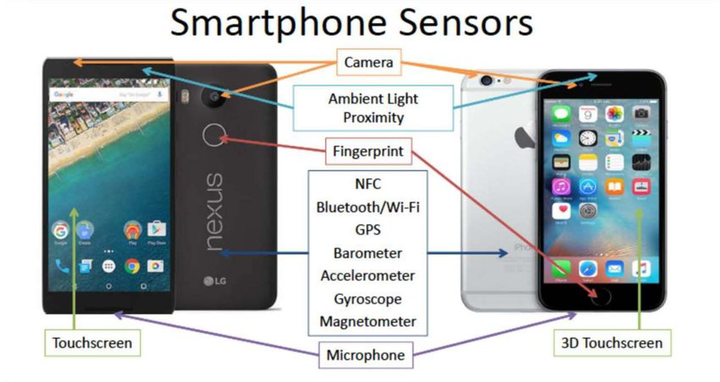 Smartphone Sensors
Camera
Ambient Light
Proximity
Fingerprint
NFC
Bluetooth/Wi-Fi
GPS
Barometer
Accelerometer
Gyroscope
Magnetometer
Touchscreen
Microphone
3D Touchscreen
Google
nexus
LG